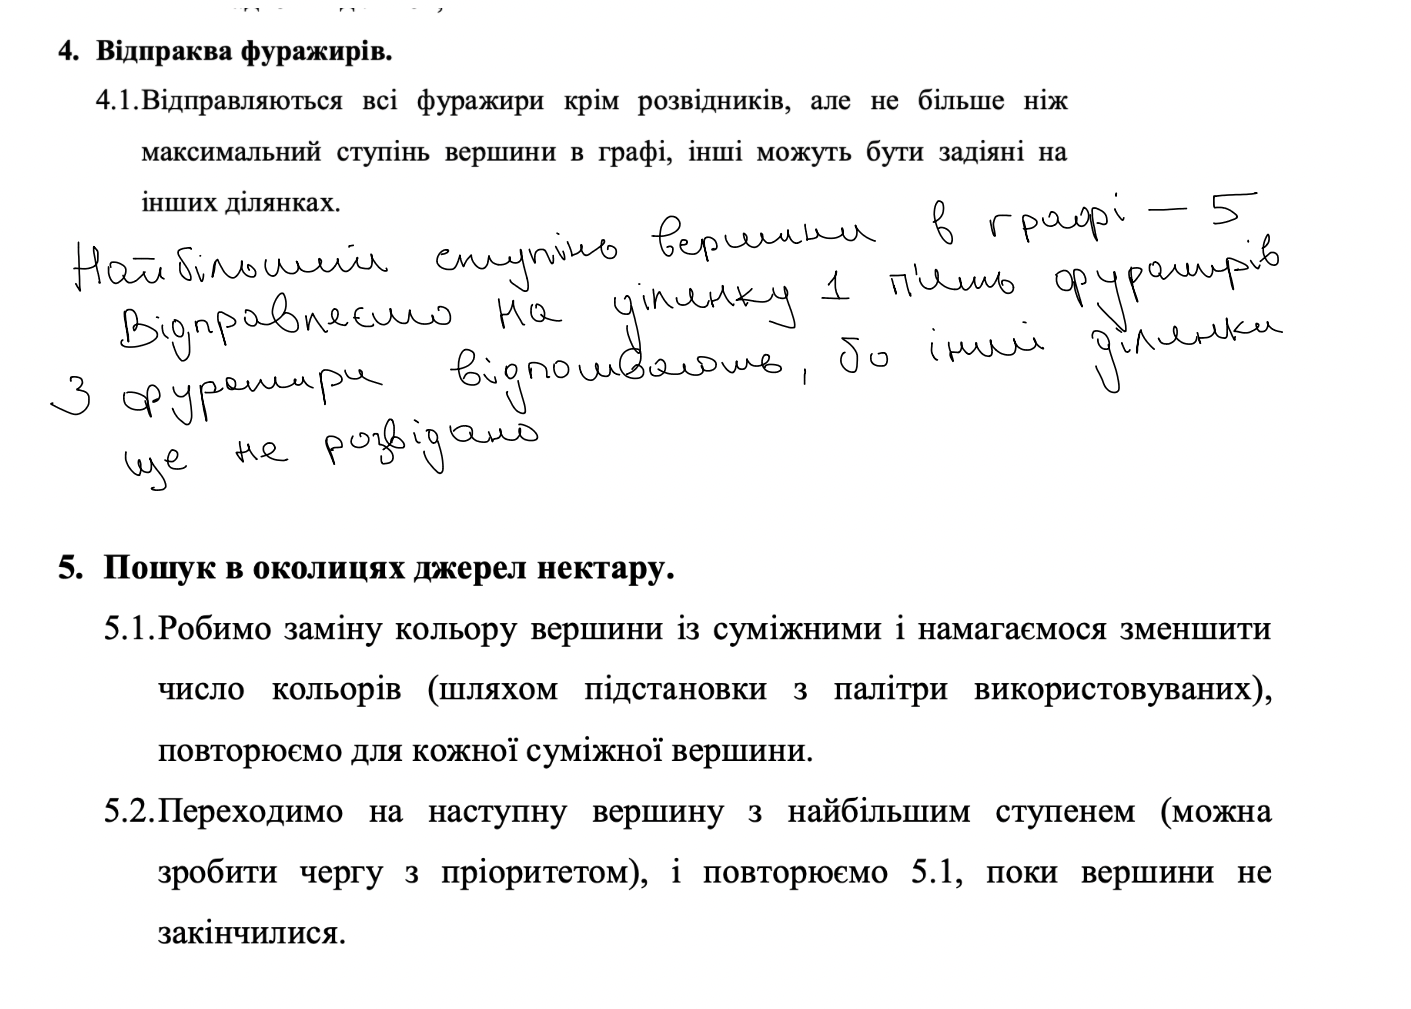 4. Відпраква фуражирів.
4.1.Відправляються всі фуражири крім розвідників, але не більше ніж
максимальний ступінь вершини в графі, інші можуть бути задіяні на
інших ділянках.
Найбільший ступінь вершини в графі – 5
Відправляємо на ділянку 1 п'ять фуражирів
3 фуражири відпочивають, бо інші ділянки
ще не розвідано
5. Пошук в околицях джерел нектару.
5.1.Робимо заміну кольору вершини із суміжними і намагаємося зменшити
число кольорів (шляхом підстановки з палітри використовуваних),
повторюємо для кожної суміжної вершини.
5.2.Переходимо на наступну вершину з найбільшим ступенем (можна
зробити чергу з пріоритетом), і повторюємо 5.1, поки вершини не
закінчилися.